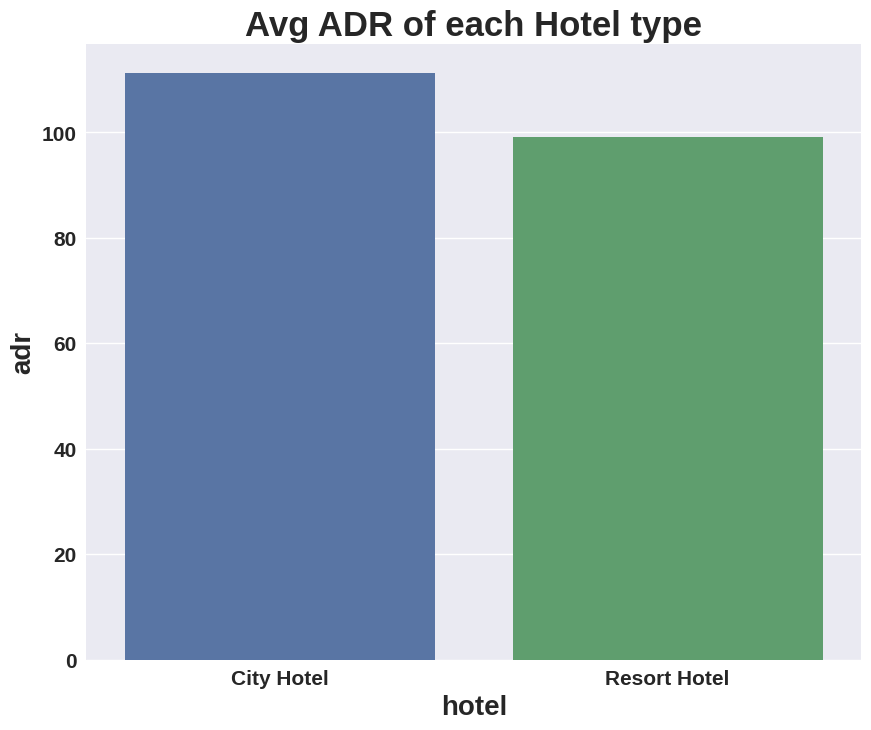 Avg ADR of each Hotel type
100
80
60
40
20
0
adr
City Hotel
Resort Hotel
hotel